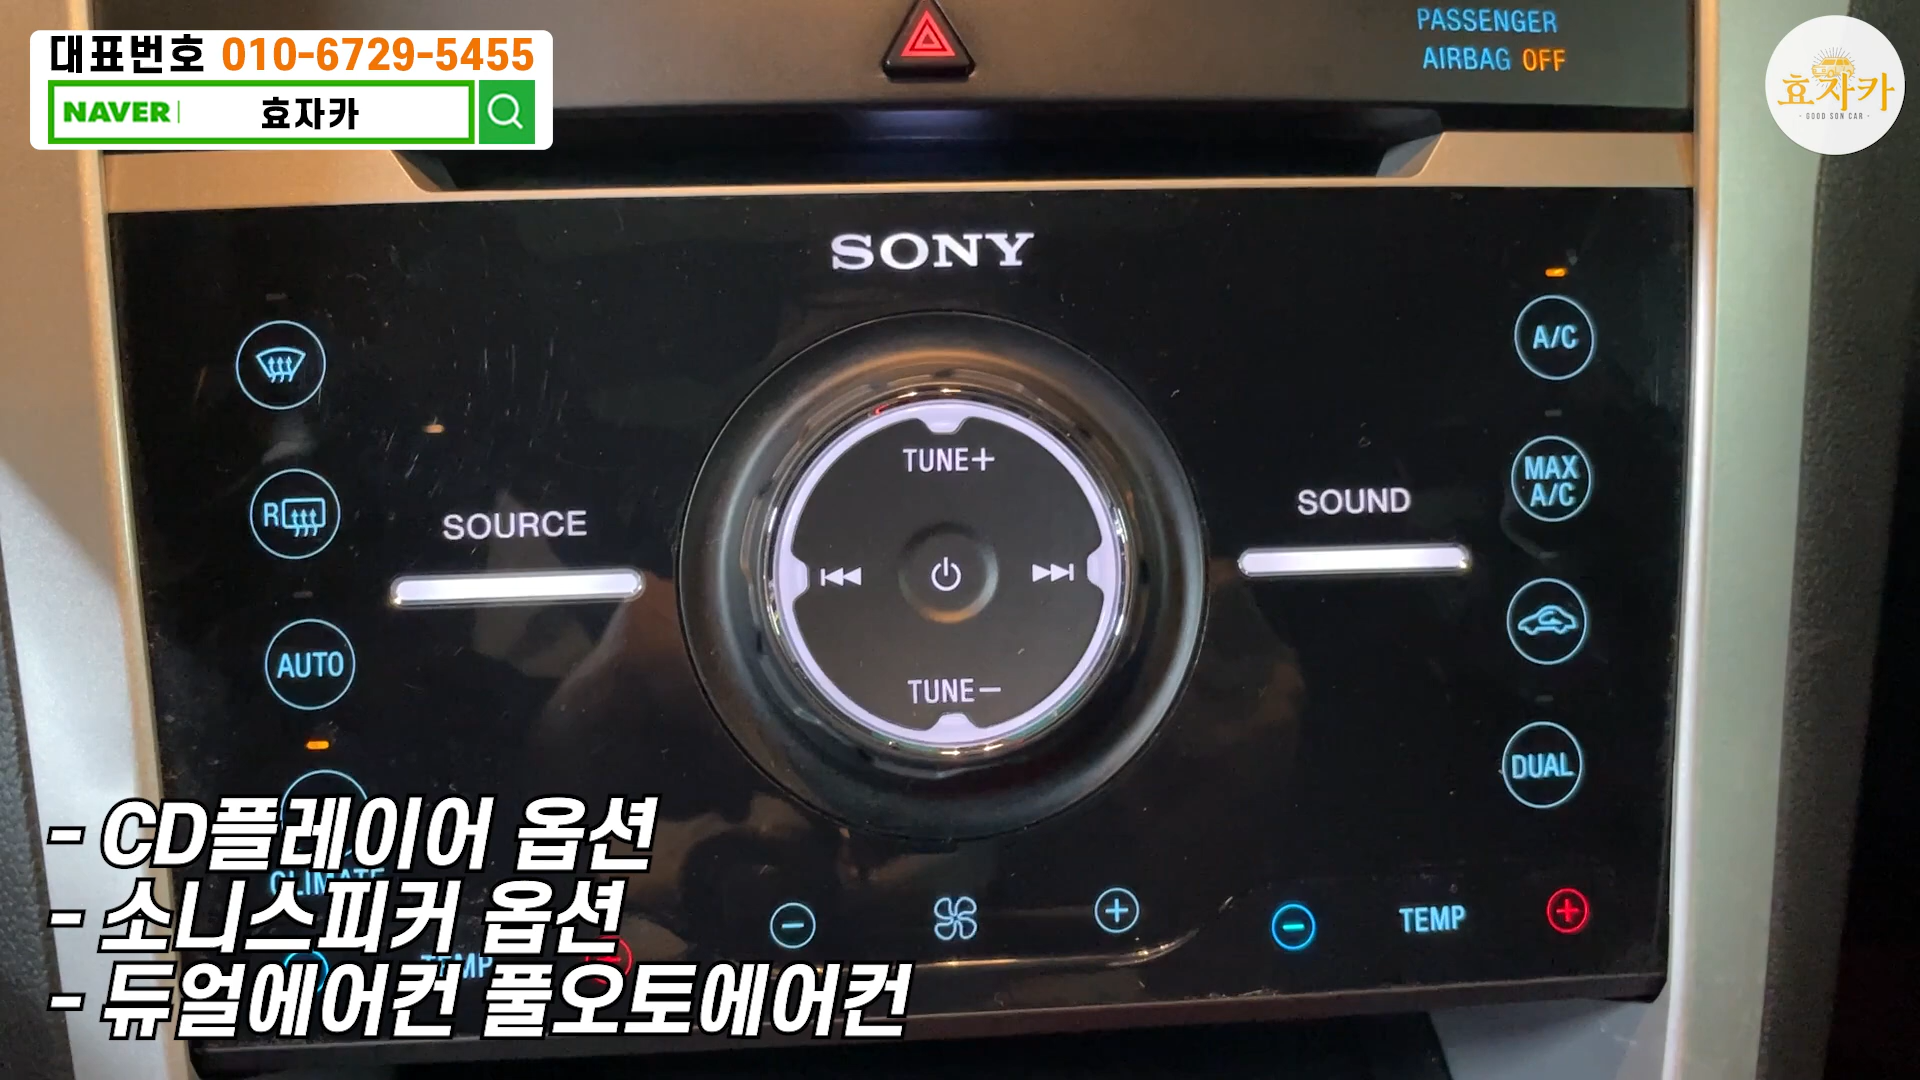 대표번호 010-6729-5455
NAVER 효자카
PASSENGER
AIRBAG OFF
효자카
- GOOD SON CAR -
SONY
A/C
TUNE+
MAX
A/C
SOURCE
SOUND
R
AUTO
TUNE-
DUAL
- CD플레이어 옵션
CLIMATE
- 소니스피커 옵션
TEMP
TEMP
- 듀얼에어컨 풀오토에어컨